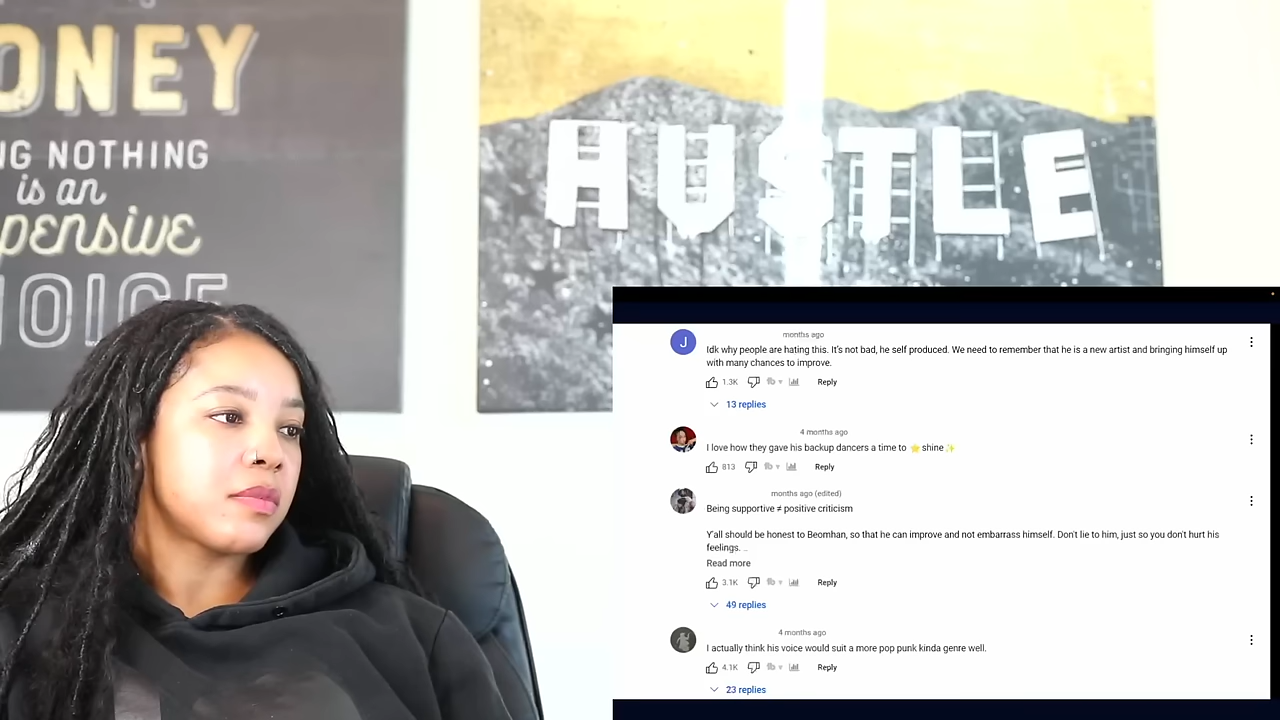 ONEY
NG NOTHING
is an
pensive
HOICE
HUSTLE
J
months ago
Idk why people are hating this. It's not bad, he self produced. We need to remember that he is a new artist and bringing himself up
with many chances to improve.
1.3K
Reply
13 replies
4 months ago
I love how they gave his backup dancers a time to ⭐shine✨
813
Reply
months ago (edited)
Being supportive ≠ positive criticism
Y'all should be honest to Beomhan, so that he can improve and not embarrass himself. Don't lie to him, just so you don't hurt his
feelings. ..
Read more
3.1K
Reply
49 replies
4 months ago
I actually think his voice would suit a more pop punk kinda genre well.
4.1K
Reply
23 replies